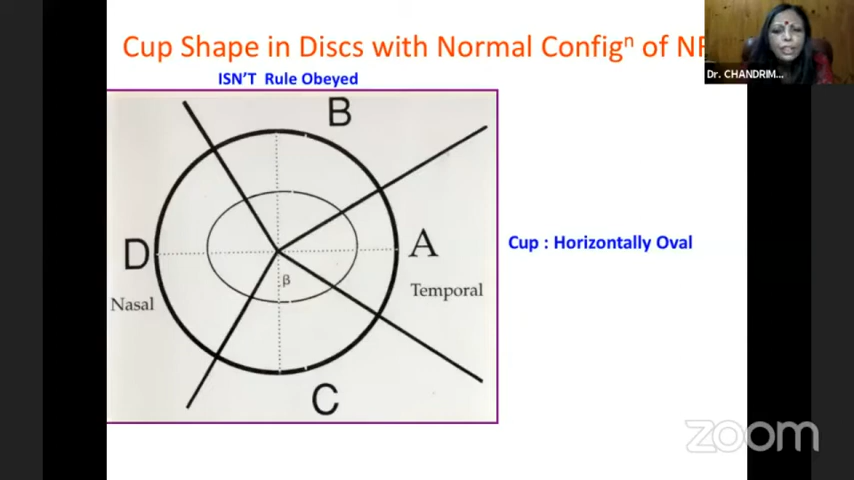 Cup Shape in Discs with Normal Configⁿ of
Dr. CHANDRIM...
ISN'T Rule Obeyed
B
D
A
β
Nasal
Temporal
Cup : Horizontally Oval
C
zoom